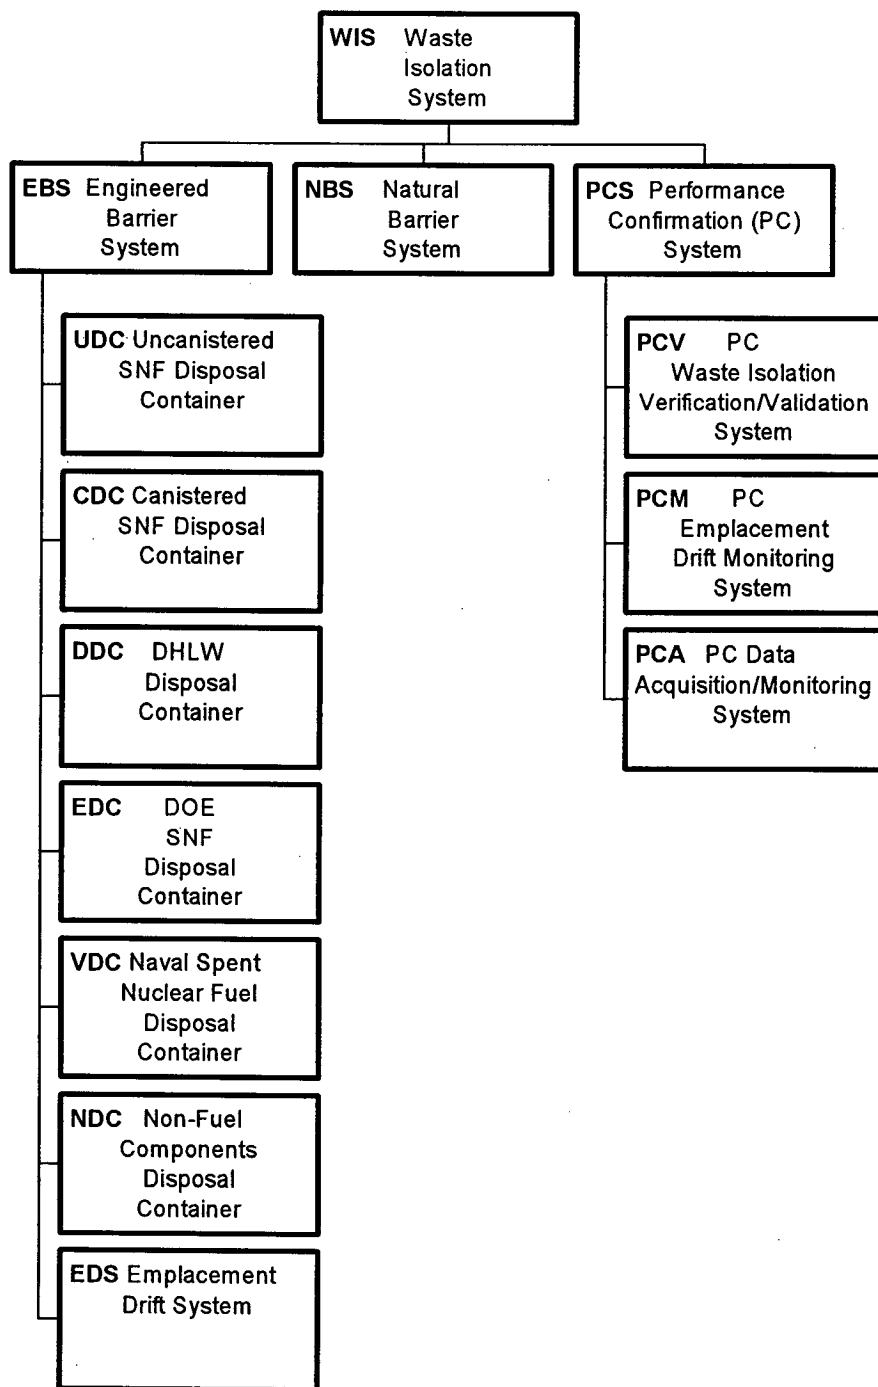 WIS Waste
Isolation
System
EBS Engineered
Barrier
System
NBS Natural
Barrier
System
PCS Performance
Confirmation (PC)
System
UDC Uncanistered
SNF Disposal
Container
CDC Canistered
SNF Disposal
Container
DDC DHLW
Disposal
Container
EDC DOE
SNF
Disposal
Container
VDC Naval Spent
Nuclear Fuel
Disposal
Container
NDC Non-Fuel
Components
Disposal
Container
EDS Emplacement
Drift System
PCV PC
Waste Isolation
Verification/Validation
System
PCM PC
Emplacement
Drift Monitoring
System
PCA PC Data
Acquisition/Monitoring
System